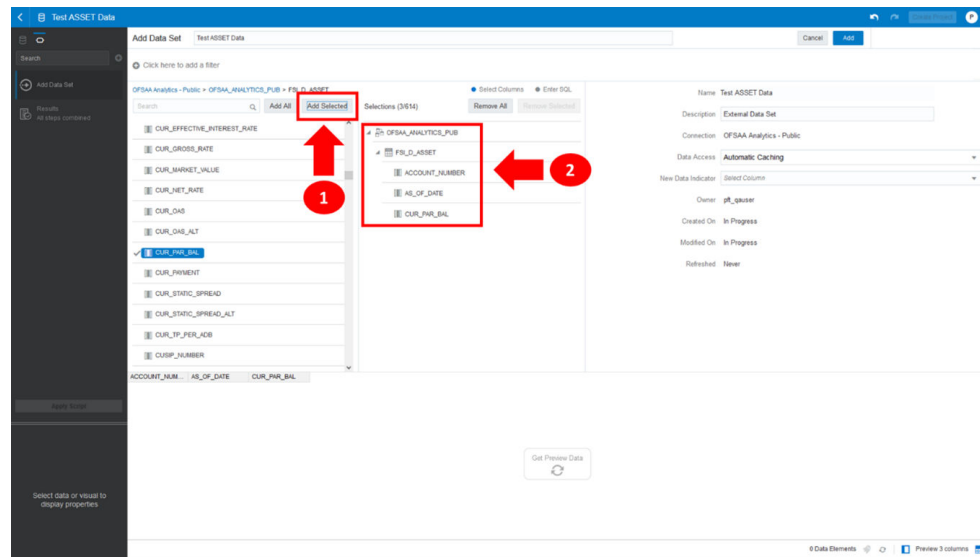 Test ASSET Data
Create Project
P
Search
Add Data Set
Results
All steps combined
Apply Script
Select data or visual to
display properties
Add Data Set
Test ASSET Data
Cancel
Add
Click here to add a filter
OFSAA Analytics - Public > OFSAA_ANALYTICS_PUB > FSI_D_ASSET
Select Columns
Enter SQL
Search
Add All
Add Selected
Selections (3/614)
Remove All
Remove Selected
CUR_EFFECTIVE_INTEREST_RATE
CUR_GROSS_RATE
CUR_MARKET_VALUE
CUR_NET_RATE
CUR_OAS
CUR_OAS_ALT
CUR_PAR_BAL
CUR_PAYMENT
CUR_STATIC_SPREAD
CUR_STATIC_SPREAD_ALT
CUR_TP_PER_ADB
CUSIP_NUMBER
1
OFSAA_ANALYTICS_PUB
FSI_D_ASSET
ACCOUNT_NUMBER
AS_OF_DATE
CUR_PAR_BAL
2
Name Test ASSET Data
Description External Data Set
Connection OFSAA Analytics - Public
Data Access Automatic Caching
New Data Indicator Select Column
Owner pft_qauser
Created On In Progress
Modified On In Progress
Refreshed Never
ACCOUNT_NUM... AS_OF_DATE CUR_PAR_BAL
Get Preview Data
0 Data Elements
Preview 3 columns